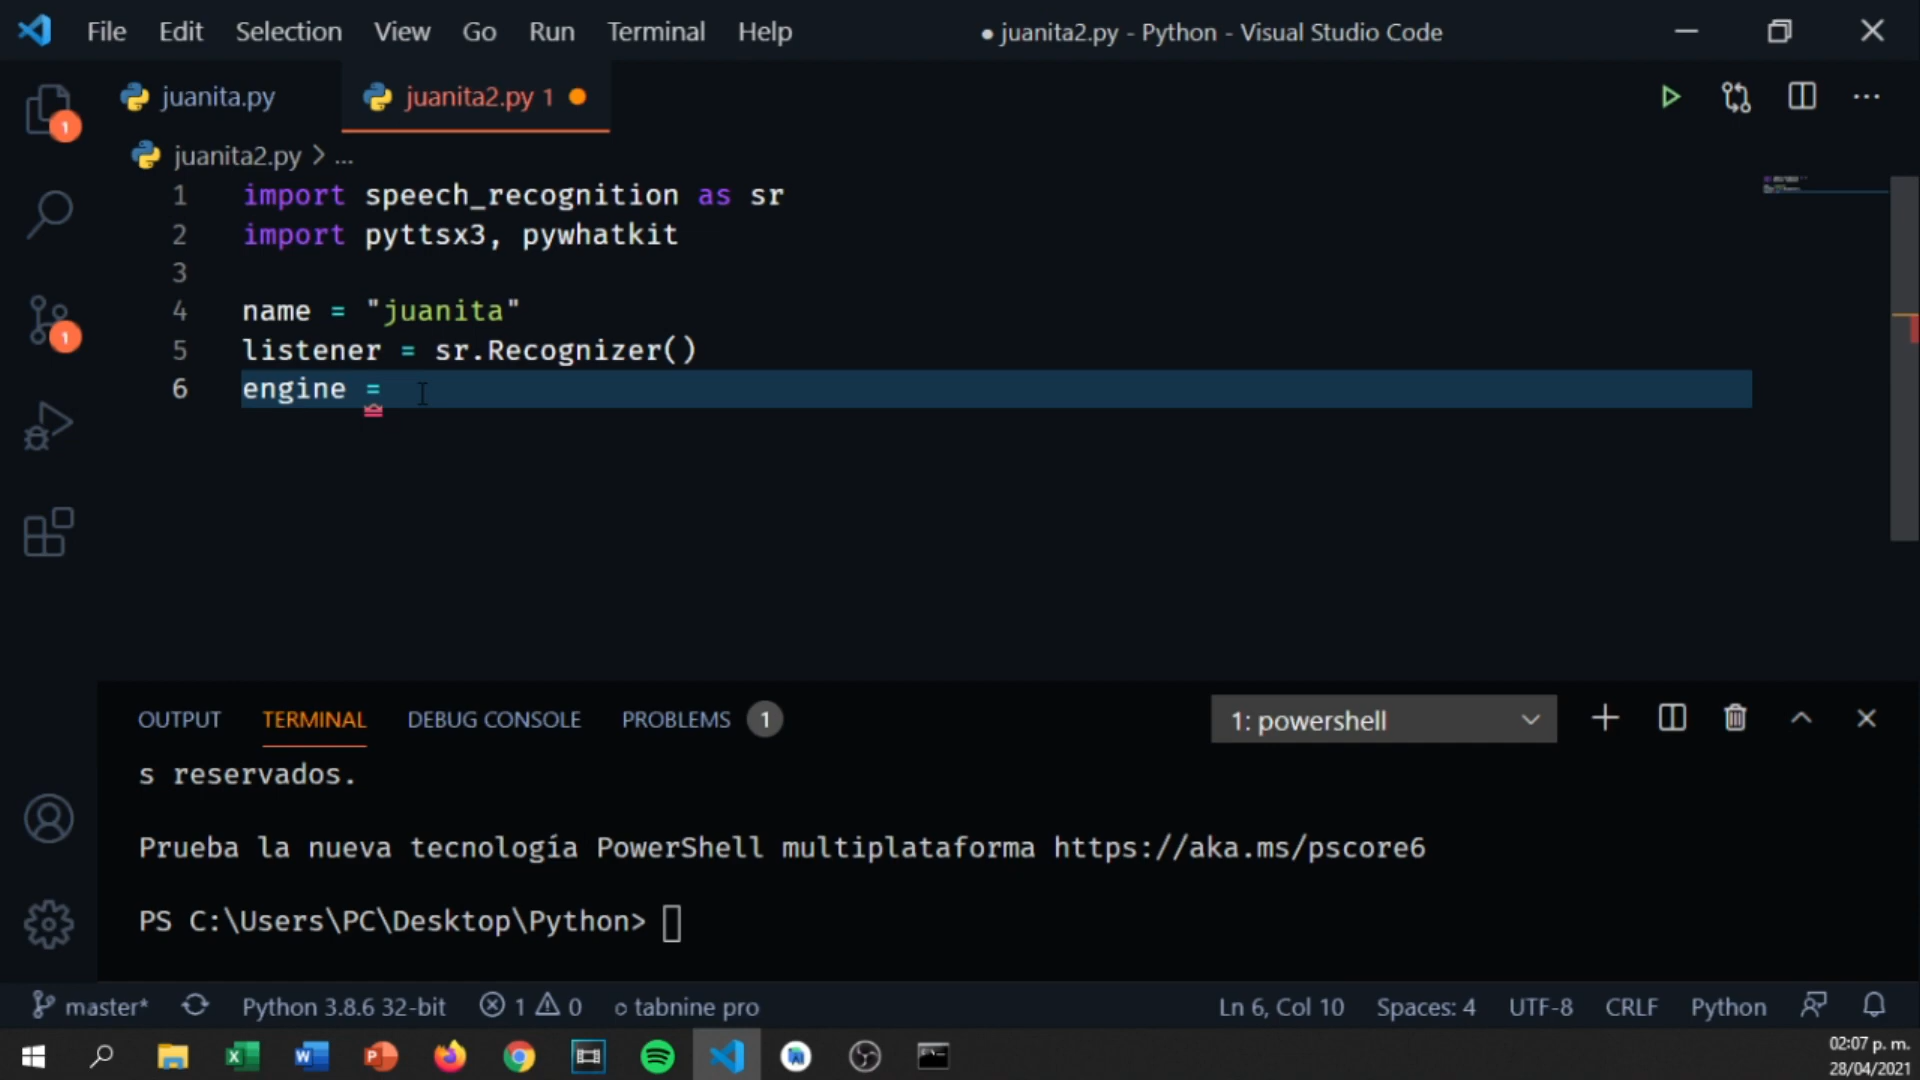 File Edit Selection View Go Run Terminal Help ● juanita2.py - Python - Visual Studio Code
juanita.py juanita2.py 1
juanita2.py > ...
1 import speech_recognition as sr
2 import pyttsx3, pywhatkit
3
4 name = "juanita"
5 listener = sr.Recognizer()
6 engine =
OUTPUT TERMINAL DEBUG CONSOLE PROBLEMS 1 1: powershell
s reservados.
Prueba la nueva tecnología PowerShell multiplataforma https://aka.ms/pscore6
PS C:\Users\PC\Desktop\Python>
master* Python 3.8.6 32-bit 1 0 tabnine pro Ln 6, Col 10 Spaces: 4 UTF-8 CRLF Python
02:07 p. m.
28/04/2021